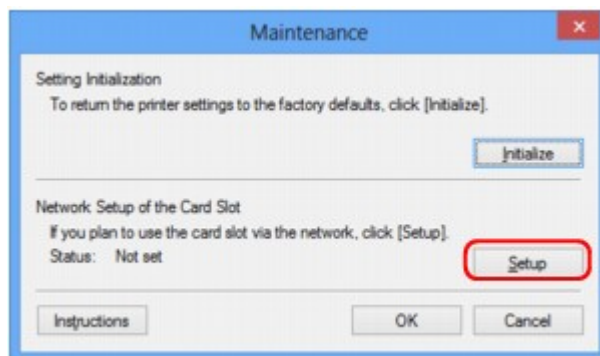 Maintenance
Setting Initialization
To return the printer settings to the factory defaults, click [Initialize].
Initialize
Network Setup of the Card Slot
If you plan to use the card slot via the network, click [Setup].
Status: Not set
Setup
Instructions
OK
Cancel